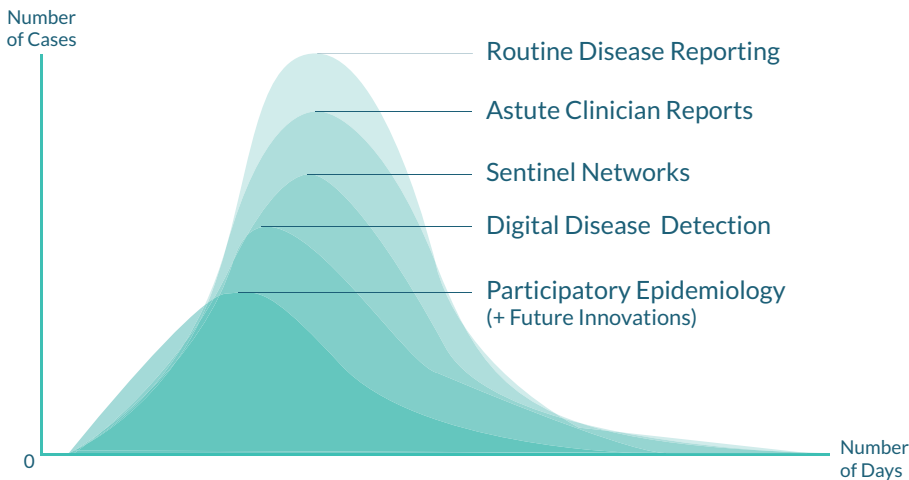 Number
of Cases
Routine Disease Reporting
Astute Clinician Reports
Sentinel Networks
Digital Disease  Detection
Participatory Epidemiology
(+ Future Innovations)
0
Number
of Days